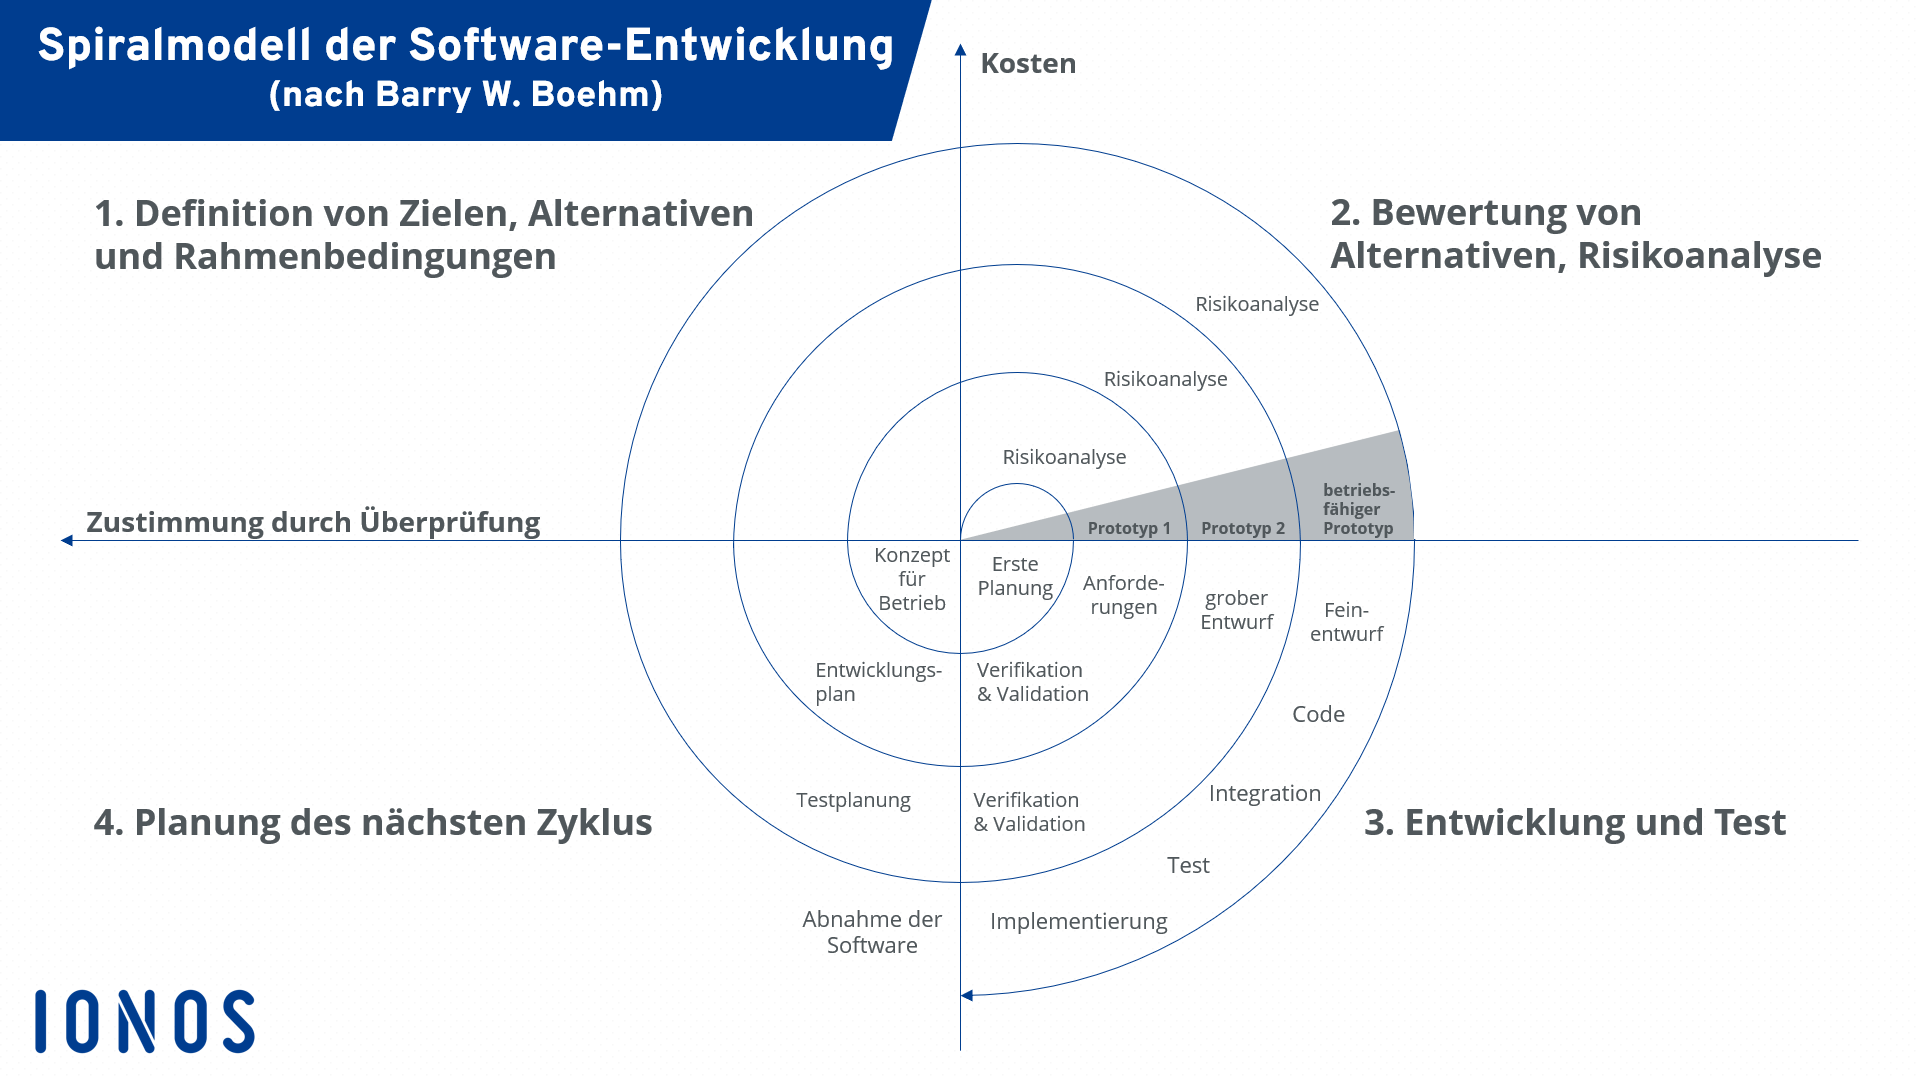 Spiralmodell der Software-Entwicklung
(nach Barry W. Boehm)
Kosten
1. Definition von Zielen, Alternativen
und Rahmenbedingungen
2. Bewertung von
Alternativen, Risikoanalyse
Risikoanalyse
Risikoanalyse
Risikoanalyse
Zustimmung durch Überprüfung
Prototyp 1
Prototyp 2
betriebs-
fähiger
Prototyp
Konzept
für
Betrieb
Erste
Planung
Anforde-
rungen
grober
Entwurf
Fein-
entwurf
Entwicklungs-
plan
Verifikation
& Validation
Code
Testplanung
Verifikation
& Validation
Integration
4. Planung des nächsten Zyklus
3. Entwicklung und Test
Test
Abnahme der
Software
Implementierung
IONOS